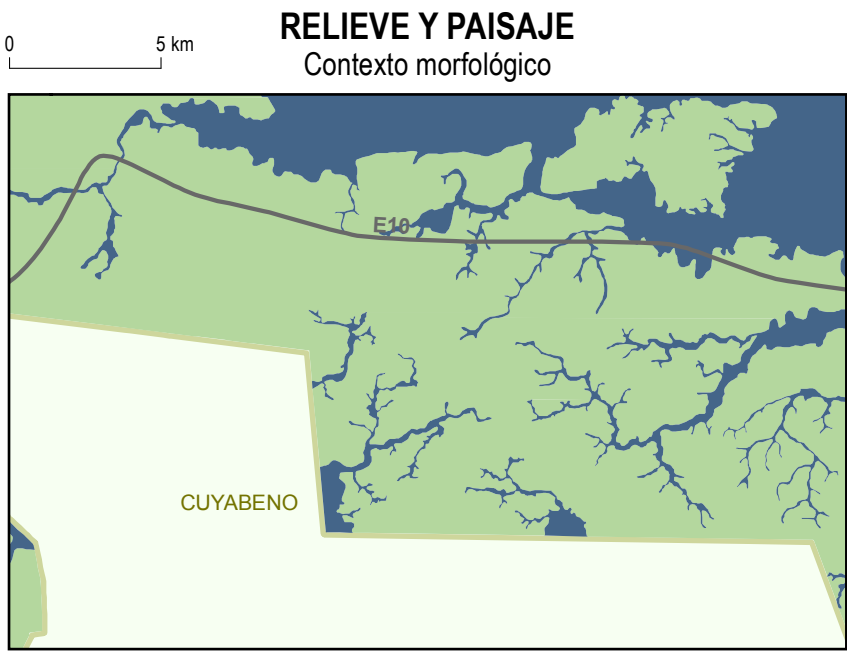 RELIEVE Y PAISAJE
Contexto morfológico
0 5 km
E10
CUYABENO